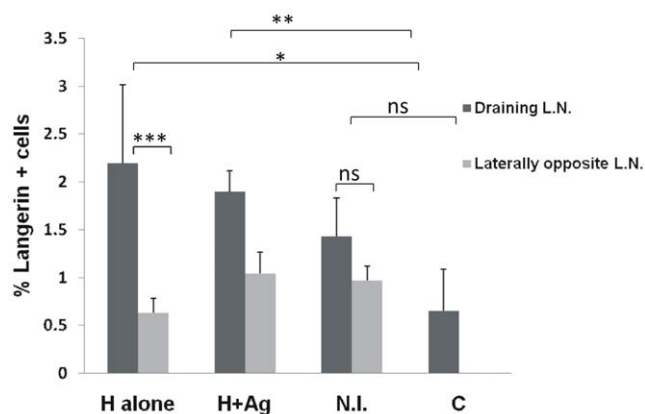 **
3.5
*
3
ns
Draining L.N.
2.5
***
Laterally opposite L.N.
2
ns
1.5
1
0.5
0
% Langerin + cells
H alone H+Ag N.I. C